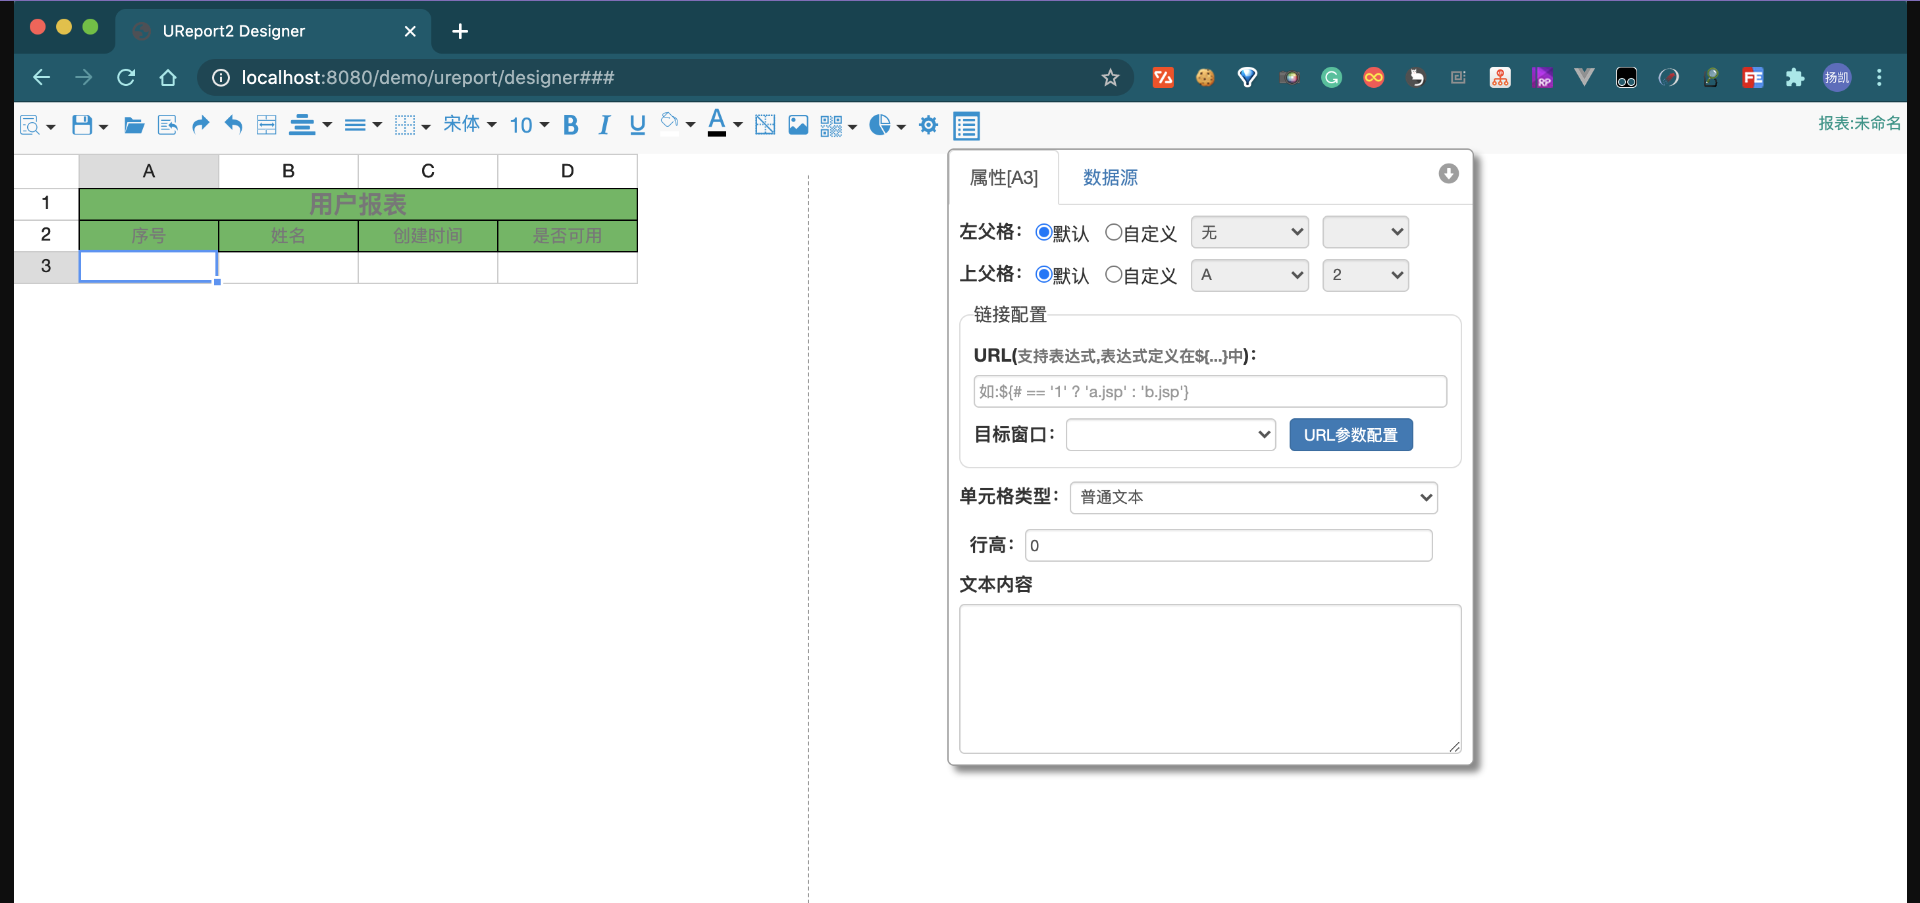 UReport2 Designer
localhost:8080/demo/ureport/designer###
RP
FE
扬凯
宋体
10
B
I
U
A
报表:未命名
A
B
C
D
1
用户报表
2
序号
姓名
创建时间
是否可用
3
属性[A3]
数据源
左父格：
默认
自定义
无
上父格：
默认
自定义
A
2
链接配置
URL(支持表达式,表达式定义在${...}中)：
如:${# == '1' ? 'a.jsp' : 'b.jsp'}
目标窗口：
URL参数配置
单元格类型：
普通文本
行高：
0
文本内容